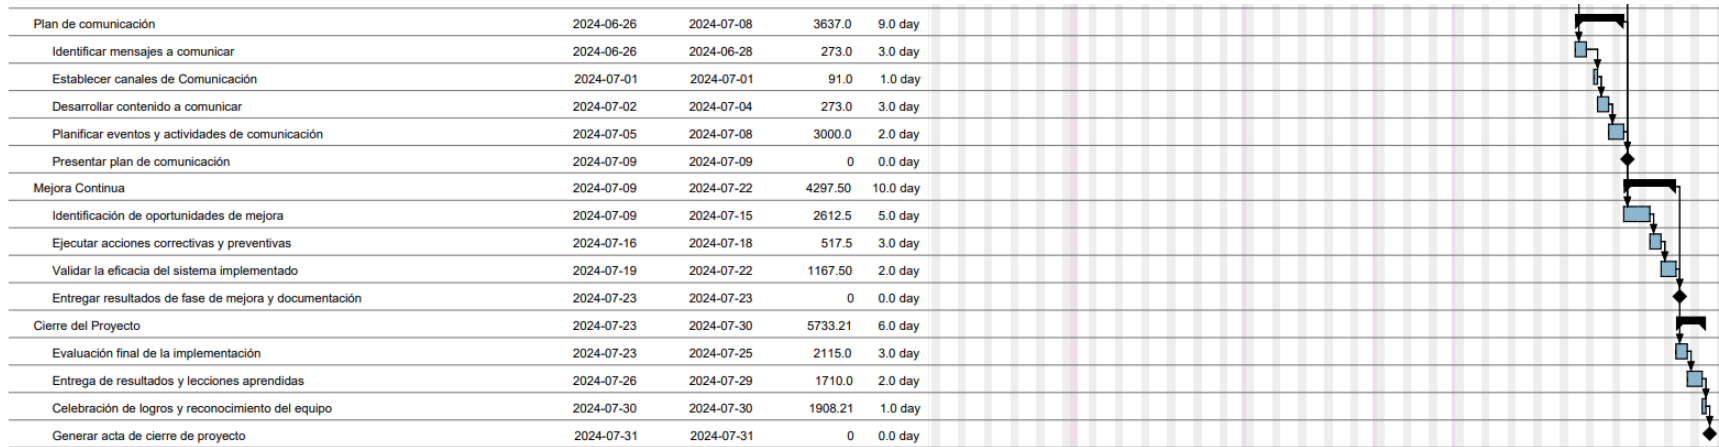 Plan de comunicación 2024-06-26 2024-07-08 3637.0 9.0 day
Identificar mensajes a comunicar 2024-06-26 2024-06-28 273.0 3.0 day
Establecer canales de Comunicación 2024-07-01 2024-07-01 91.0 1.0 day
Desarrollar contenido a comunicar 2024-07-02 2024-07-04 273.0 3.0 day
Planificar eventos y actividades de comunicación 2024-07-05 2024-07-08 3000.0 2.0 day
Presentar plan de comunicación 2024-07-09 2024-07-09 0 0.0 day
Mejora Continua 2024-07-09 2024-07-22 4297.50 10.0 day
Identificación de oportunidades de mejora 2024-07-09 2024-07-15 2612.5 5.0 day
Ejecutar acciones correctivas y preventivas 2024-07-16 2024-07-18 517.5 3.0 day
Validar la eficacia del sistema implementado 2024-07-19 2024-07-22 1167.50 2.0 day
Entregar resultados de fase de mejora y documentación 2024-07-23 2024-07-23 0 0.0 day
Cierre del Proyecto 2024-07-23 2024-07-30 5733.21 6.0 day
Evaluación final de la implementación 2024-07-23 2024-07-25 2115.0 3.0 day
Entrega de resultados y lecciones aprendidas 2024-07-26 2024-07-29 1710.0 2.0 day
Celebración de logros y reconocimiento del equipo 2024-07-30 2024-07-30 1908.21 1.0 day
Generar acta de cierre de proyecto 2024-07-31 2024-07-31 0 0.0 day